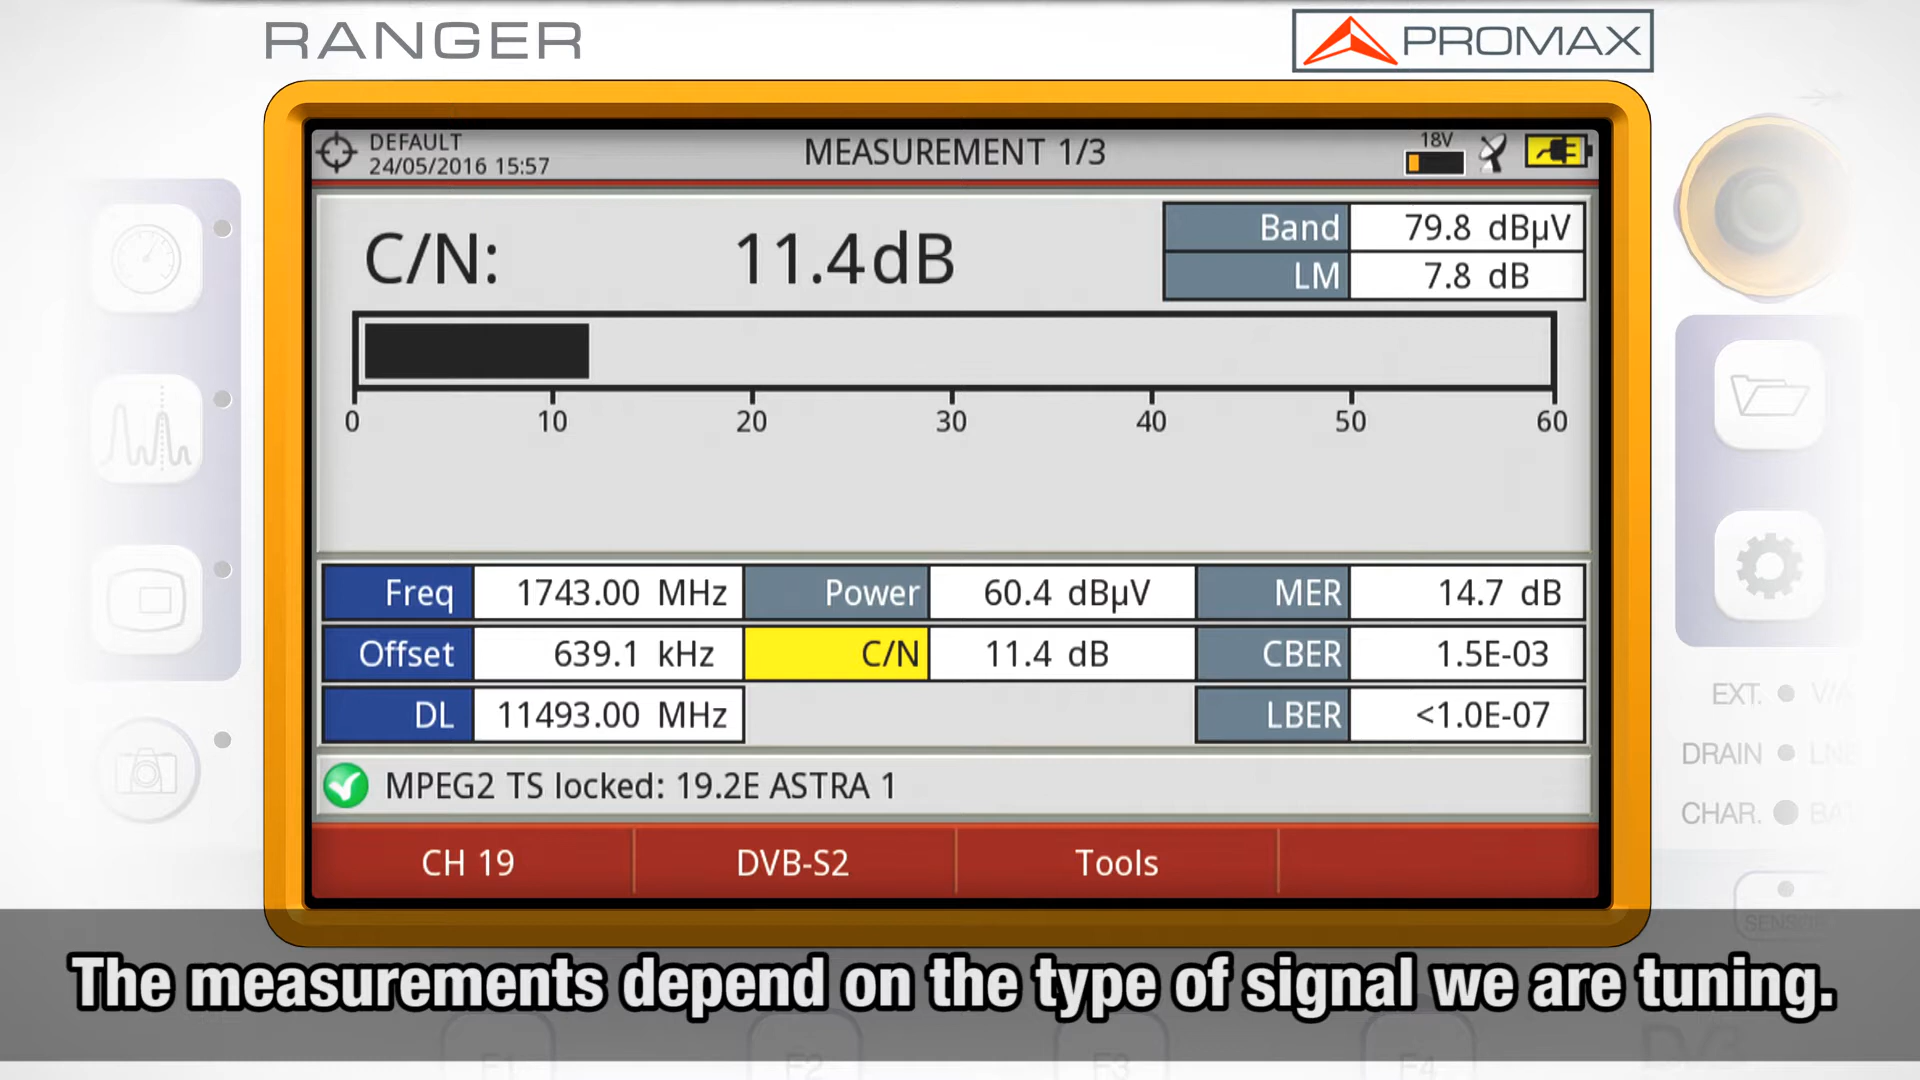 RANGER
PROMAX
DEFAULT
24/05/2016 15:57
MEASUREMENT 1/3
18V
C/N: 11.4dB
Band 79.8 dBµV
LM 7.8 dB
0 10 20 30 40 50 60
Freq 1743.00 MHz Power 60.4 dBµV MER 14.7 dB
Offset 639.1 kHz C/N 11.4 dB CBER 1.5E-03
DL 11493.00 MHz LBER <1.0E-07
MPEG2 TS locked: 19.2E ASTRA 1
CH 19 DVB-S2 Tools
EXT.
DRAIN
CHAR.
The measurements depend on the type of signal we are tuning.
F1 F2 F3 F4